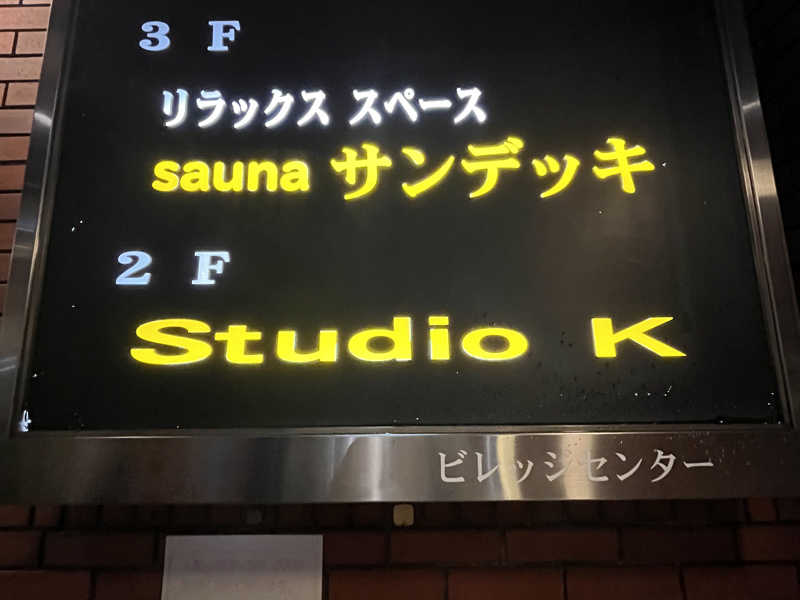 3 F
リラックス スペース
sauna サンデッキ
2 F
Studio K
ビレッジセンター